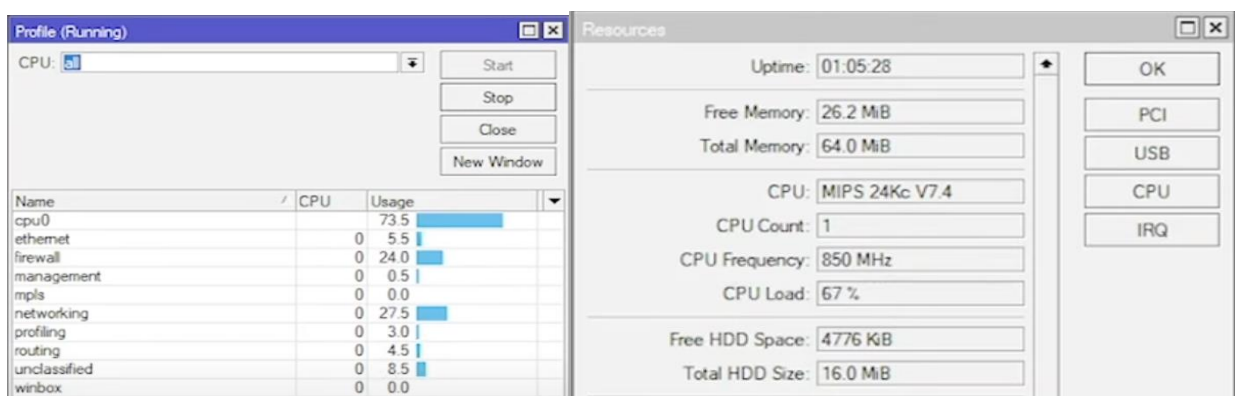 Profile (Running)
CPU: all
Start
Stop
Close
New Window
Name / CPU Usage
cpu0 73.5
ethernet 0 5.5
firewall 0 24.0
management 0 0.5
mpls 0 0.0
networking 0 27.5
profiling 0 3.0
routing 0 4.5
unclassified 0 8.5
winbox 0 0.0
Resources
Uptime: 01:05:28
Free Memory: 26.2 MiB
Total Memory: 64.0 MiB
CPU: MIPS 24Kc V7.4
CPU Count: 1
CPU Frequency: 850 MHz
CPU Load: 67 %
Free HDD Space: 4776 KiB
Total HDD Size: 16.0 MiB
OK
PCI
USB
CPU
IRQ